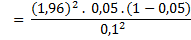 = (1,96)² . 0,05 . (1 − 0,05)
0,1²